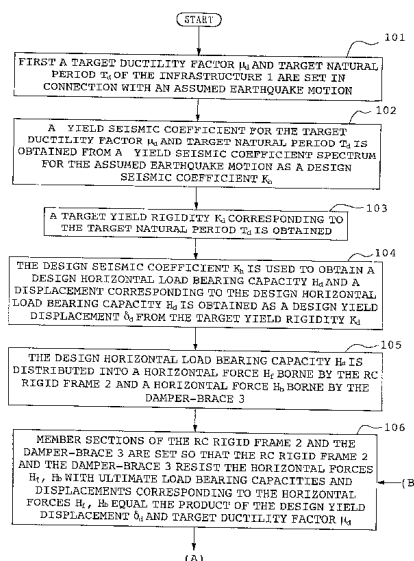 START
101
FIRST A TARGET DUCTILITY FACTOR μd AND TARGET NATURAL
PERIOD Td OF THE INFRASTRUCTURE 1 ARE SET IN
CONNECTION WITH AN ASSUMED EARTHQUAKE MOTION
102
A YIELD SEISMIC COEFFICIENT FOR THE TARGET
DUCTILITY FACTOR μd AND TARGET NATURAL PERIOD Td IS
OBTAINED FROM A YIELD SEISMIC COEFFICIENT SPECTRUM
FOR THE ASSUMED EARTHQUAKE MOTION AS A DESIGN
SEISMIC COEFFICIENT Kh
103
A TARGET YIELD RIGIDITY Kd CORRESPONDING TO
THE TARGET NATURAL PERIOD Td IS OBTAINED
104
THE DESIGN SEISMIC COEFFICIENT Kh IS USED TO OBTAIN A
DESIGN HORIZONTAL LOAD BEARING CAPACITY Hd AND A
DISPLACEMENT CORRESPONDING TO THE DESIGN HORIZONTAL
LOAD BEARING CAPACITY Hd IS OBTAINED AS A DESIGN YIELD
DISPLACEMENT δd FROM THE TARGET YIELD RIGIDITY Kd
105
THE DESIGN HORIZONTAL LOAD BEARING CAPACITY Hd IS
DISTRIBUTED INTO A HORIZONTAL FORCE Hf BORNE BY THE RC
RIGID FRAME 2 AND A HORIZONTAL FORCE Hb BORNE BY THE
DAMPER-BRACE 3
106
MEMBER SECTIONS OF THE RC RIGID FRAME 2 AND THE
DAMPER-BRACE 3 ARE SET SO THAT THE RC RIGID FRAME 2
AND THE DAMPER-BRACE 3 RESIST THE HORIZONTAL FORCES
Hf, Hb WITH ULTIMATE LOAD BEARING CAPACITIES AND
DISPLACEMENTS CORRESPONDING TO THE HORIZONTAL
FORCES Hf, Hb EQUAL THE PRODUCT OF THE DESIGN YIELD
DISPLACEMENT δd AND TARGET DUCTILITY FACTOR μd
(B)
(A)